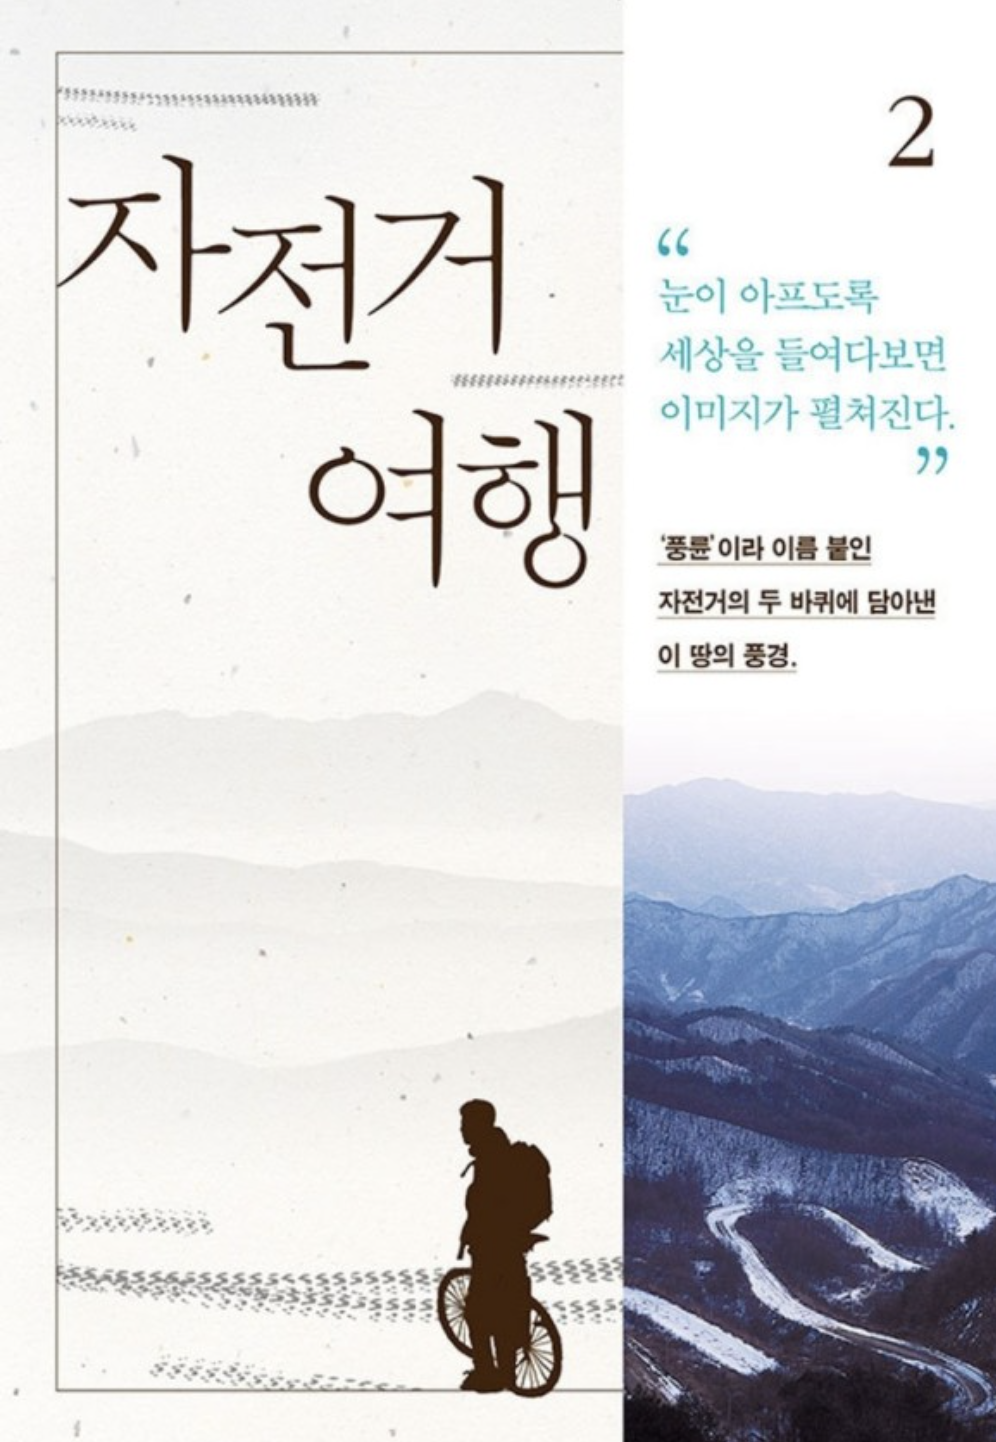 자전거
여행
2
“
눈이 아프도록
세상을 들여다보면
이미지가 펼쳐진다.
”
‘풍륜’이라 이름 붙인
자전거의 두 바퀴에 담아낸
이 땅의 풍경.